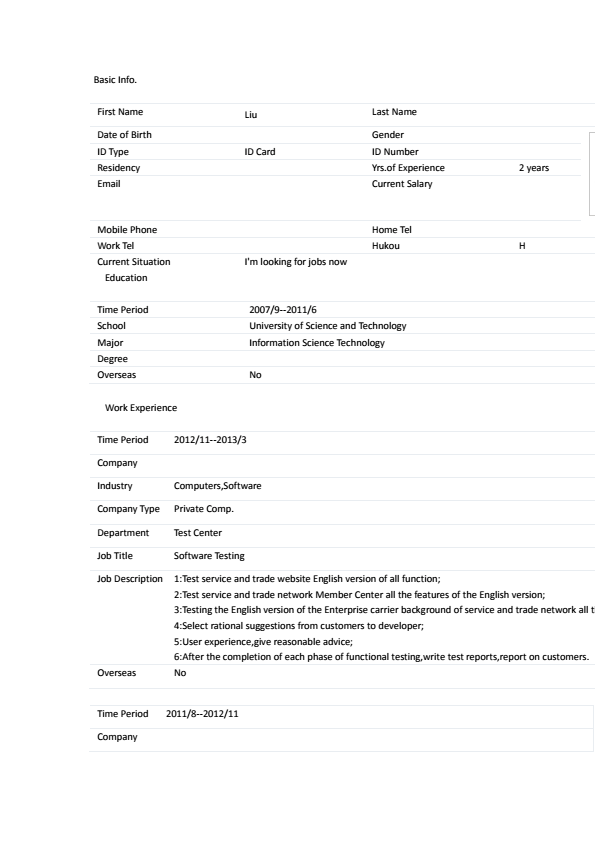 Basic Info.
First Name Liu Last Name
Date of Birth Gender
ID Type ID Card ID Number
Residency Yrs.of Experience 2 years
Email Current Salary
Mobile Phone Home Tel
Work Tel Hukou H
Current Situation I'm looking for jobs now
Education
Time Period 2007/9--2011/6
School University of Science and Technology
Major Information Science Technology
Degree
Overseas No
Work Experience
Time Period 2012/11--2013/3
Company
Industry Computers,Software
Company Type Private Comp.
Department Test Center
Job Title Software Testing
Job Description 1:Test service and trade website English version of all function;
2:Test service and trade network Member Center all the features of the English version;
3:Testing the English version of the Enterprise carrier background of service and trade network all t
4:Select rational suggestions from customers to developer;
5:User experience,give reasonable advice;
6:After the completion of each phase of functional testing,write test reports,report on customers.
Overseas No
Time Period 2011/8--2012/11
Company